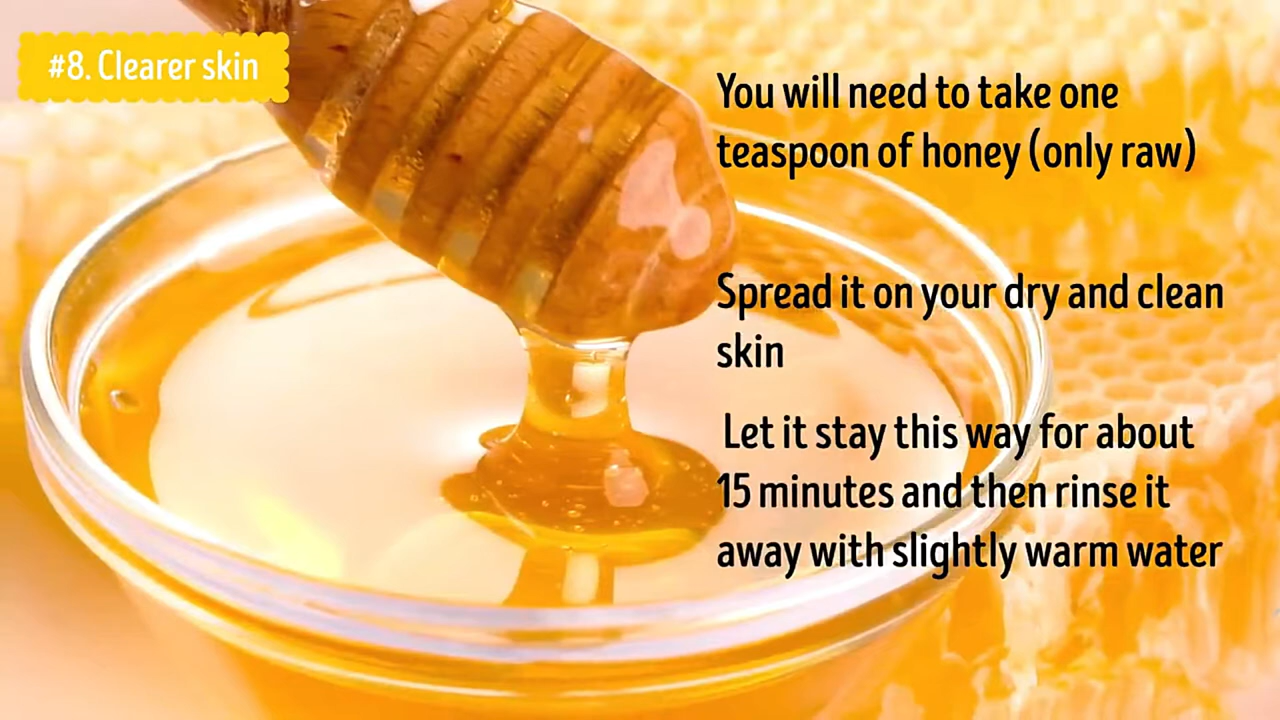 #8. Clearer skin
You will need to take one
teaspoon of honey (only raw)
Spread it on your dry and clean
skin
Let it stay this way for about
15 minutes and then rinse it
away with slightly warm water